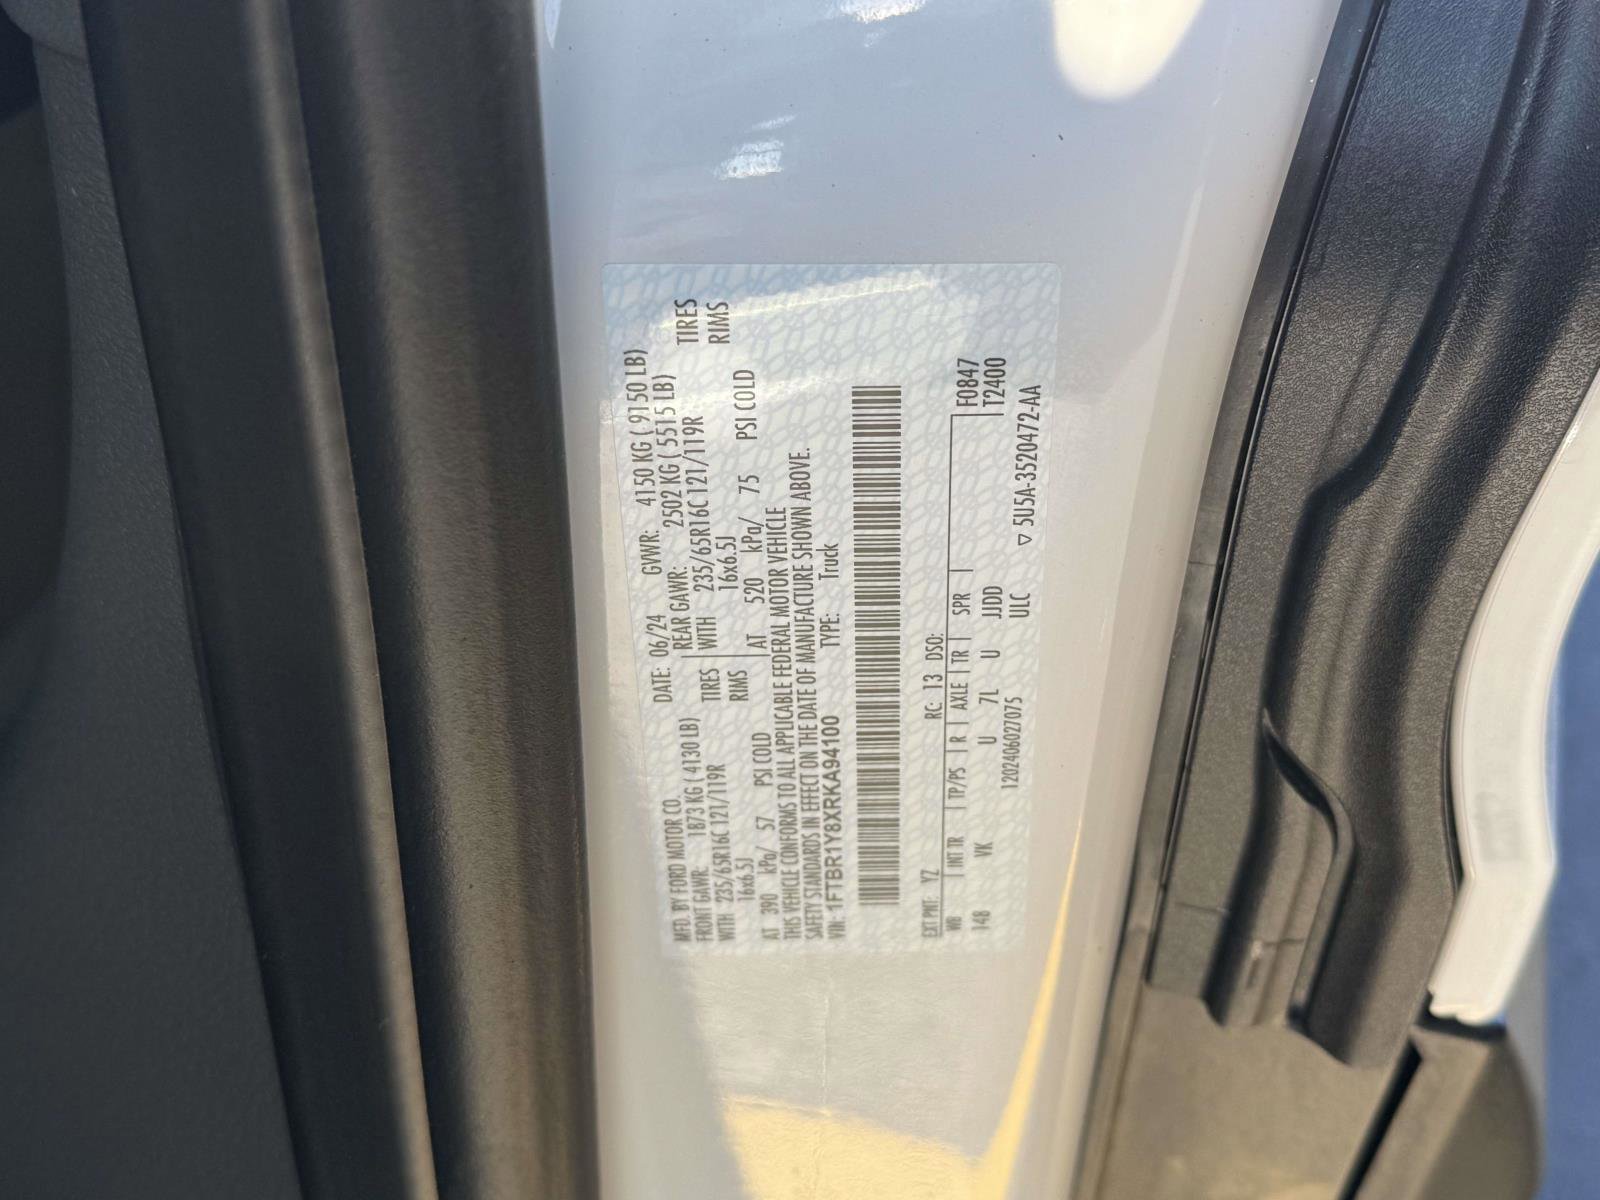 MFD. BY FORD MOTOR CO.
DATE: 06/24 GVWR: 4150 KG ( 9150 LB)
FRONT GAWR: 1873 KG ( 4130 LB)
REAR GAWR: 2502 KG ( 5515 LB)
WITH 235/65R16C 121/119R TIRES
WITH 235/65R16C 121/119R TIRES
16x6.5J RIMS
16x6.5J RIMS
AT 390 kPa/ 57 PSI COLD
AT 520 kPa/ 75 PSI COLD
THIS VEHICLE CONFORMS TO ALL APPLICABLE FEDERAL MOTOR VEHICLE
SAFETY STANDARDS IN EFFECT ON THE DATE OF MANUFACTURE SHOWN ABOVE.
VIN: 1FTBR1Y8XRKA94100 TYPE: Truck
EXT PNT: YZ RC: 13 DSO:
WB INT TR TP/PS R AXLE TR SPR F0847
148 VK U 7L U JJDD T2400
120240602​7075 ULC ▽ 5U5A-3520472-AA